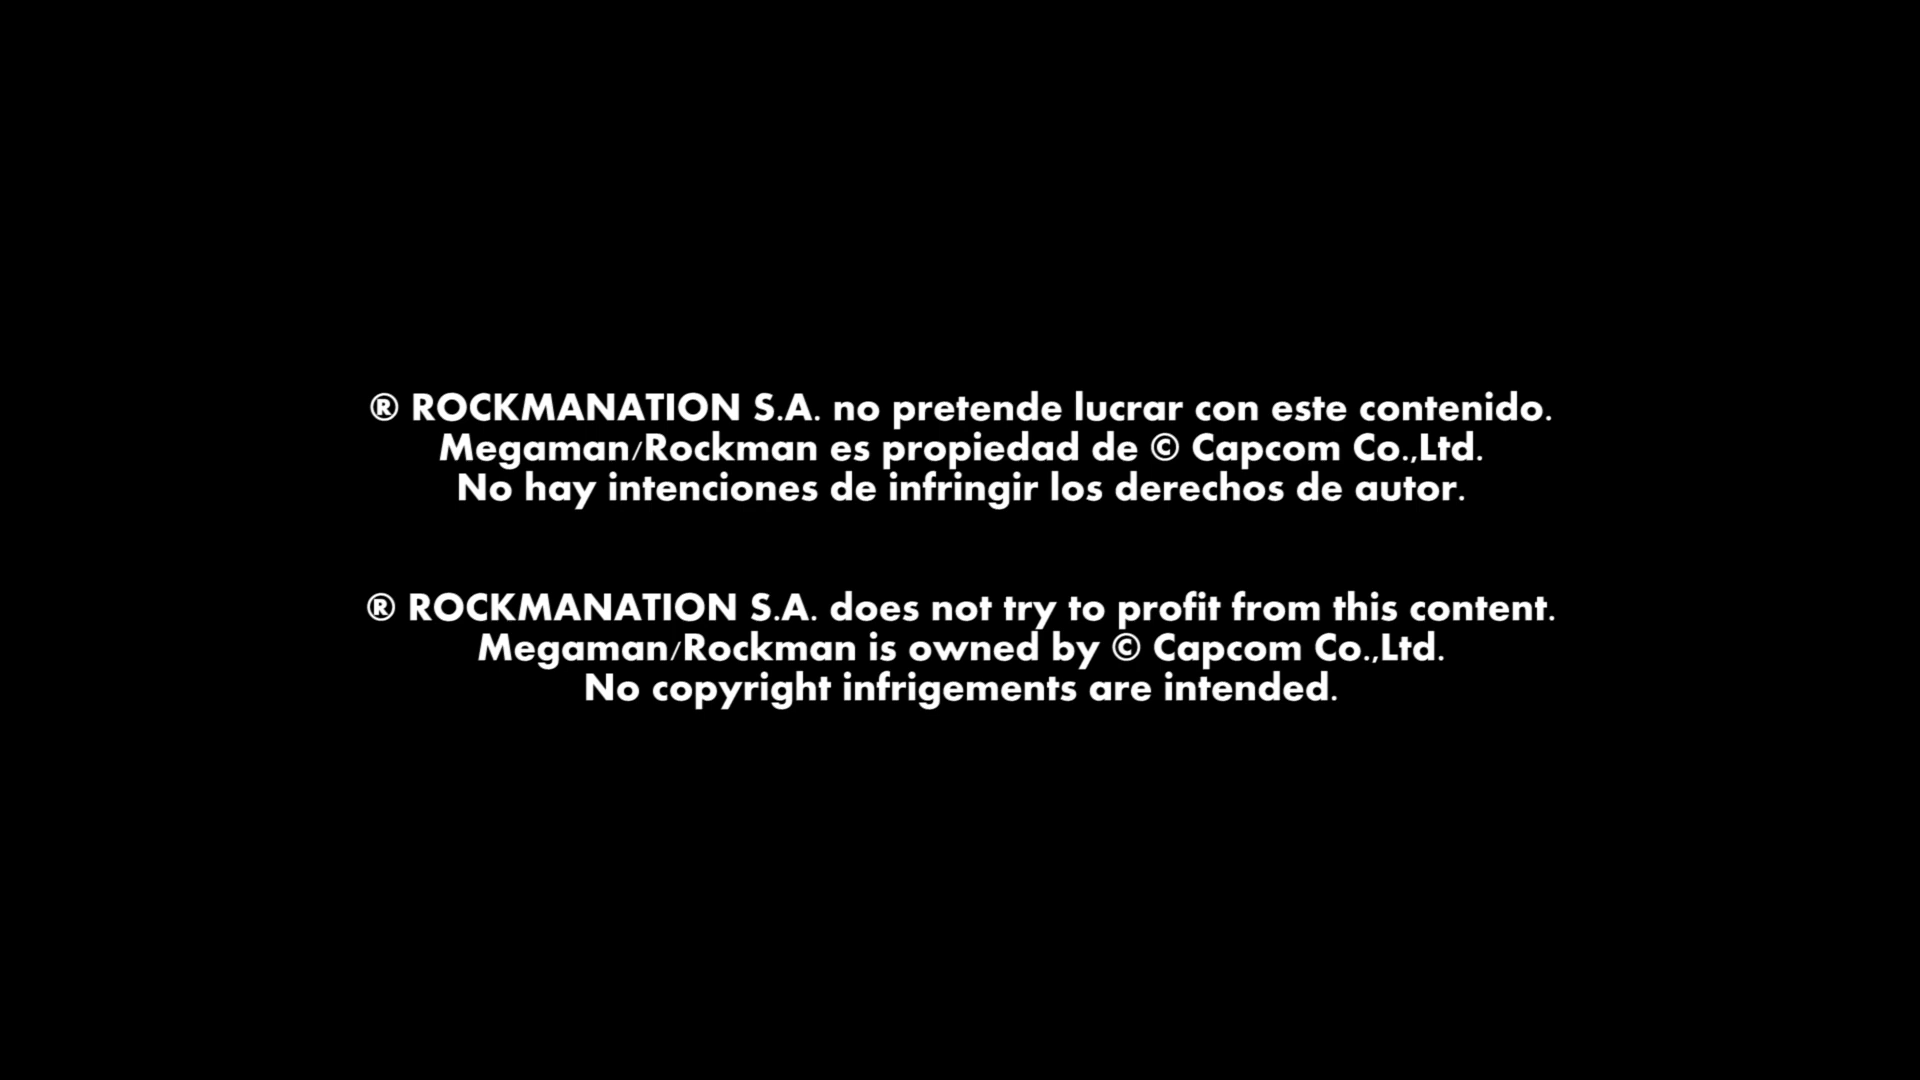 ® ROCKMANATION S.A. no pretende lucrar con este contenido.
Megaman/Rockman es propiedad de © Capcom Co.,Ltd.
No hay intenciones de infringir los derechos de autor.
® ROCKMANATION S.A. does not try to profit from this content.
Megaman/Rockman is owned by © Capcom Co.,Ltd.
No copyright infrigements are intended.